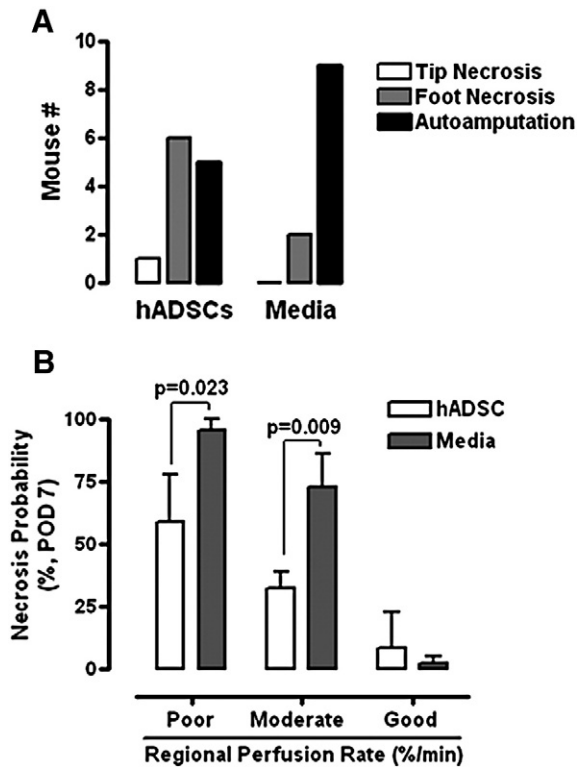 A
10
8
6
4
2
0
Mouse #
Tip Necrosis
Foot Necrosis
Autoamputation
hADSCs Media
B
p=0.023
p=0.009
hADSC
Media
100
75
50
25
0
Necrosis Probability
(%, POD 7)
Poor Moderate Good
Regional Perfusion Rate (%/min)